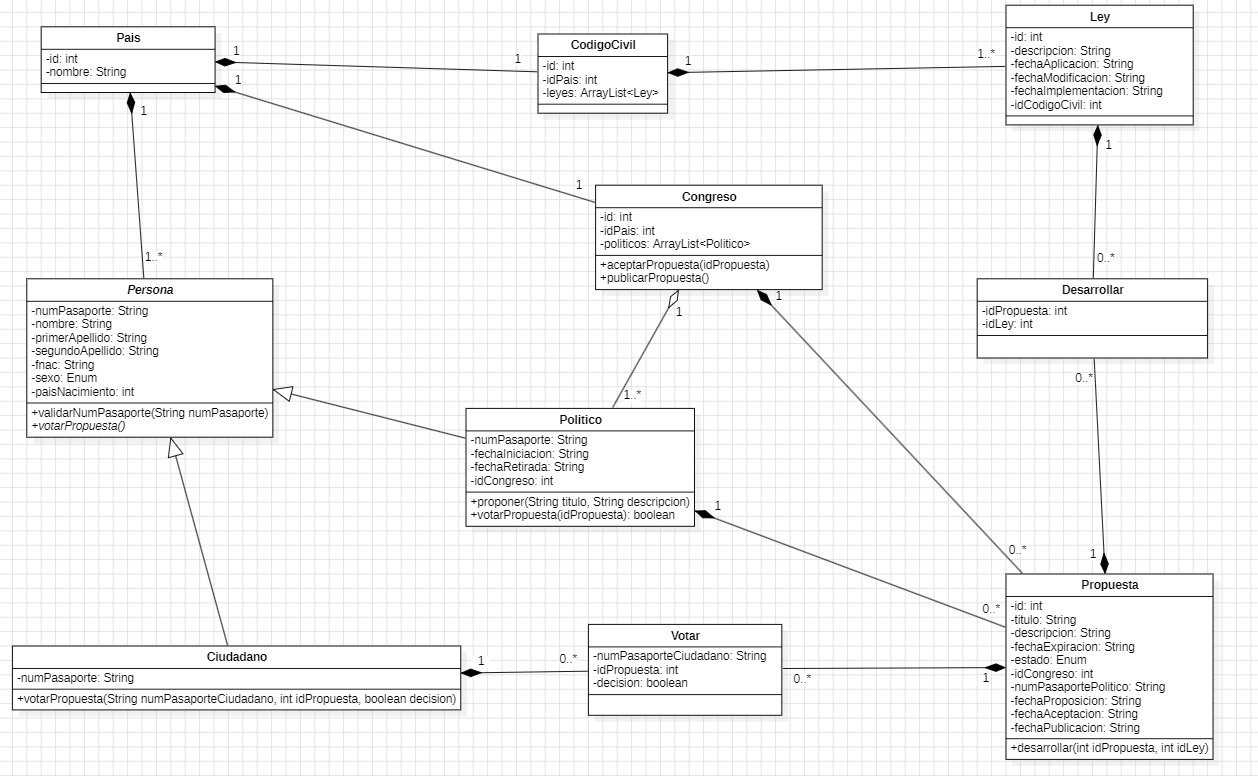 Pais
-id: int
-nombre: String
1
1
1
1
1
1..*
CodigoCivil
-id: int
-idPais: int
-leyes: ArrayList<Ley>
1
1..*
Ley
-id: int
-descripcion: String
-fechaAplicacion: String
-fechaModificacion: String
-fechaImplementacion: String
-idCodigoCivil: int
1
0..*
Congreso
-id: int
-idPais: int
-politicos: ArrayList<Politico>
+aceptarPropuesta(idPropuesta)
+publicarPropuesta()
1
1..*
1
0..*
Persona
-numPasaporte: String
-nombre: String
-primerApellido: String
-segundoApellido: String
-fnac: String
-sexo: Enum
-paisNacimiento: int
+validarNumPasaporte(String numPasaporte)
+votarPropuesta()
Desarrollar
-idPropuesta: int
-idLey: int
0..*
1
Politico
-numPasaporte: String
-fechaIniciacion: String
-fechaRetirada: String
-idCongreso: int
+proponer(String titulo, String descripcion)
+votarPropuesta(idPropuesta): boolean
1
0..*
Propuesta
-id: int
-titulo: String
-descripcion: String
-fechaExpiracion: String
-estado: Enum
-idCongreso: int
-numPasaportePolitico: String
-fechaProposicion: String
-fechaAceptacion: String
-fechaPublicacion: String
+desarrollar(int idPropuesta, int idLey)
Ciudadano
-numPasaporte: String
+votarPropuesta(String numPasaporteCiudadano, int idPropuesta, boolean decision)
1
0..*
Votar
-numPasaporteCiudadano: String
-idPropuesta: int
-decision: boolean
0..*
1